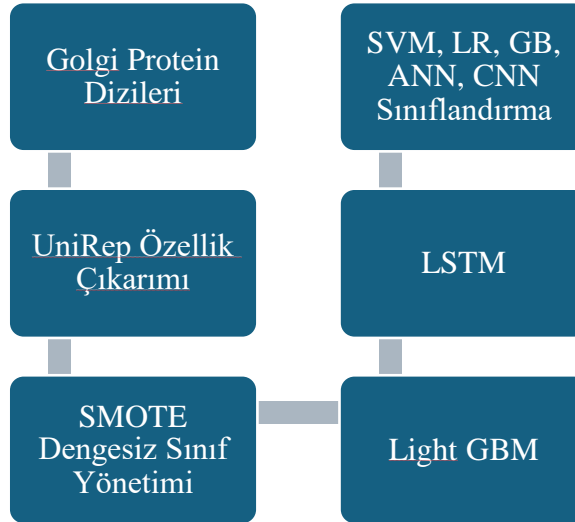 Golgi Protein
Dizileri
UniRep Özellik
Çıkarımı
SMOTE
Dengesiz Sınıf
Yönetimi
Light GBM
LSTM
SVM, LR, GB,
ANN, CNN
Sınıflandırma